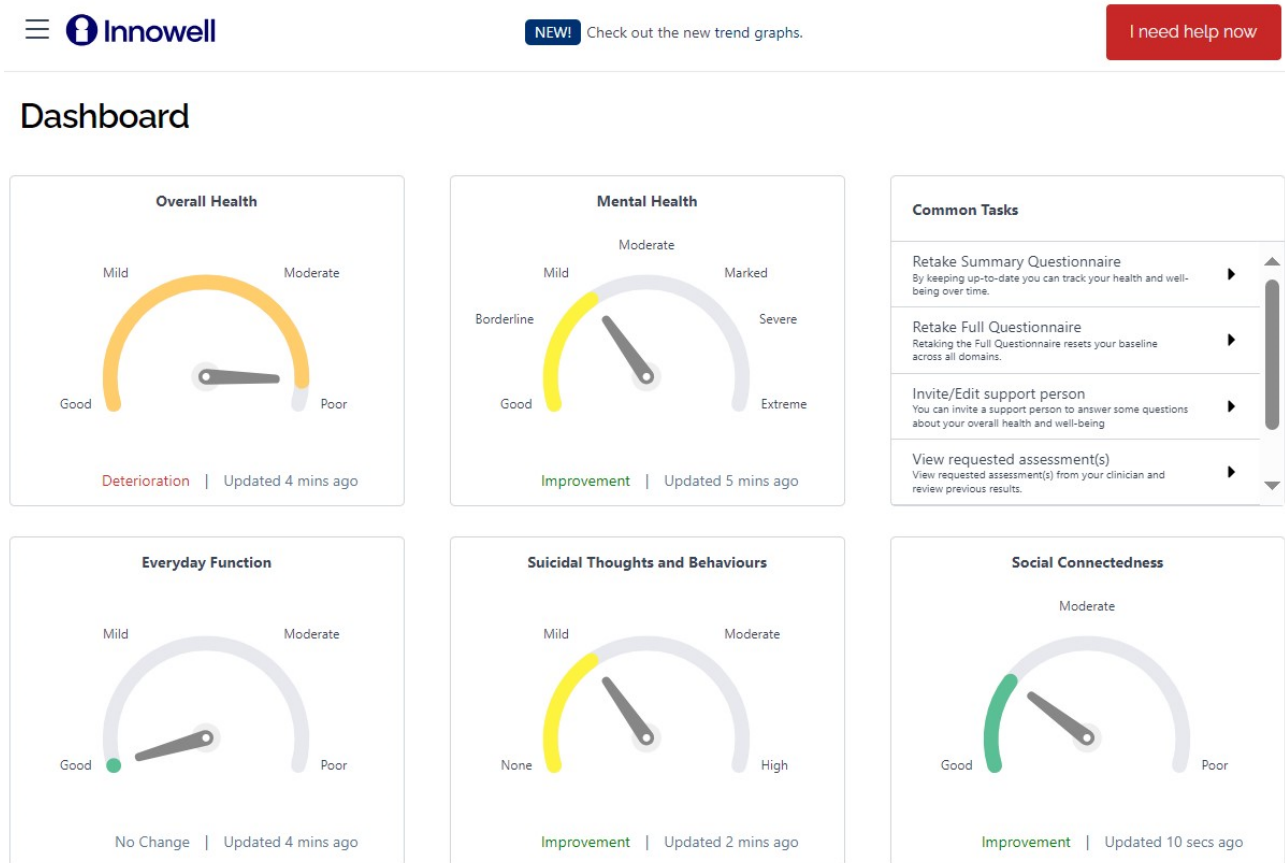 Innowell
NEW! Check out the new trend graphs.
I need help now
Dashboard
Overall Health
Mild
Moderate
Good
Poor
Deterioration | Updated 4 mins ago
Mental Health
Moderate
Mild
Marked
Borderline
Severe
Good
Extreme
Improvement | Updated 5 mins ago
Common Tasks
Retake Summary Questionnaire
By keeping up-to-date you can track your health and well-
being over time.
Retake Full Questionnaire
Retaking the Full Questionnaire resets your baseline
across all domains.
Invite/Edit support person
You can invite a support person to answer some questions
about your overall health and well-being
View requested assessment(s)
View requested assessment(s) from your clinician and
review previous results.
Everyday Function
Mild
Moderate
Good
Poor
No Change | Updated 4 mins ago
Suicidal Thoughts and Behaviours
Mild
Moderate
None
High
Improvement | Updated 2 mins ago
Social Connectedness
Moderate
Good
Poor
Improvement | Updated 10 secs ago